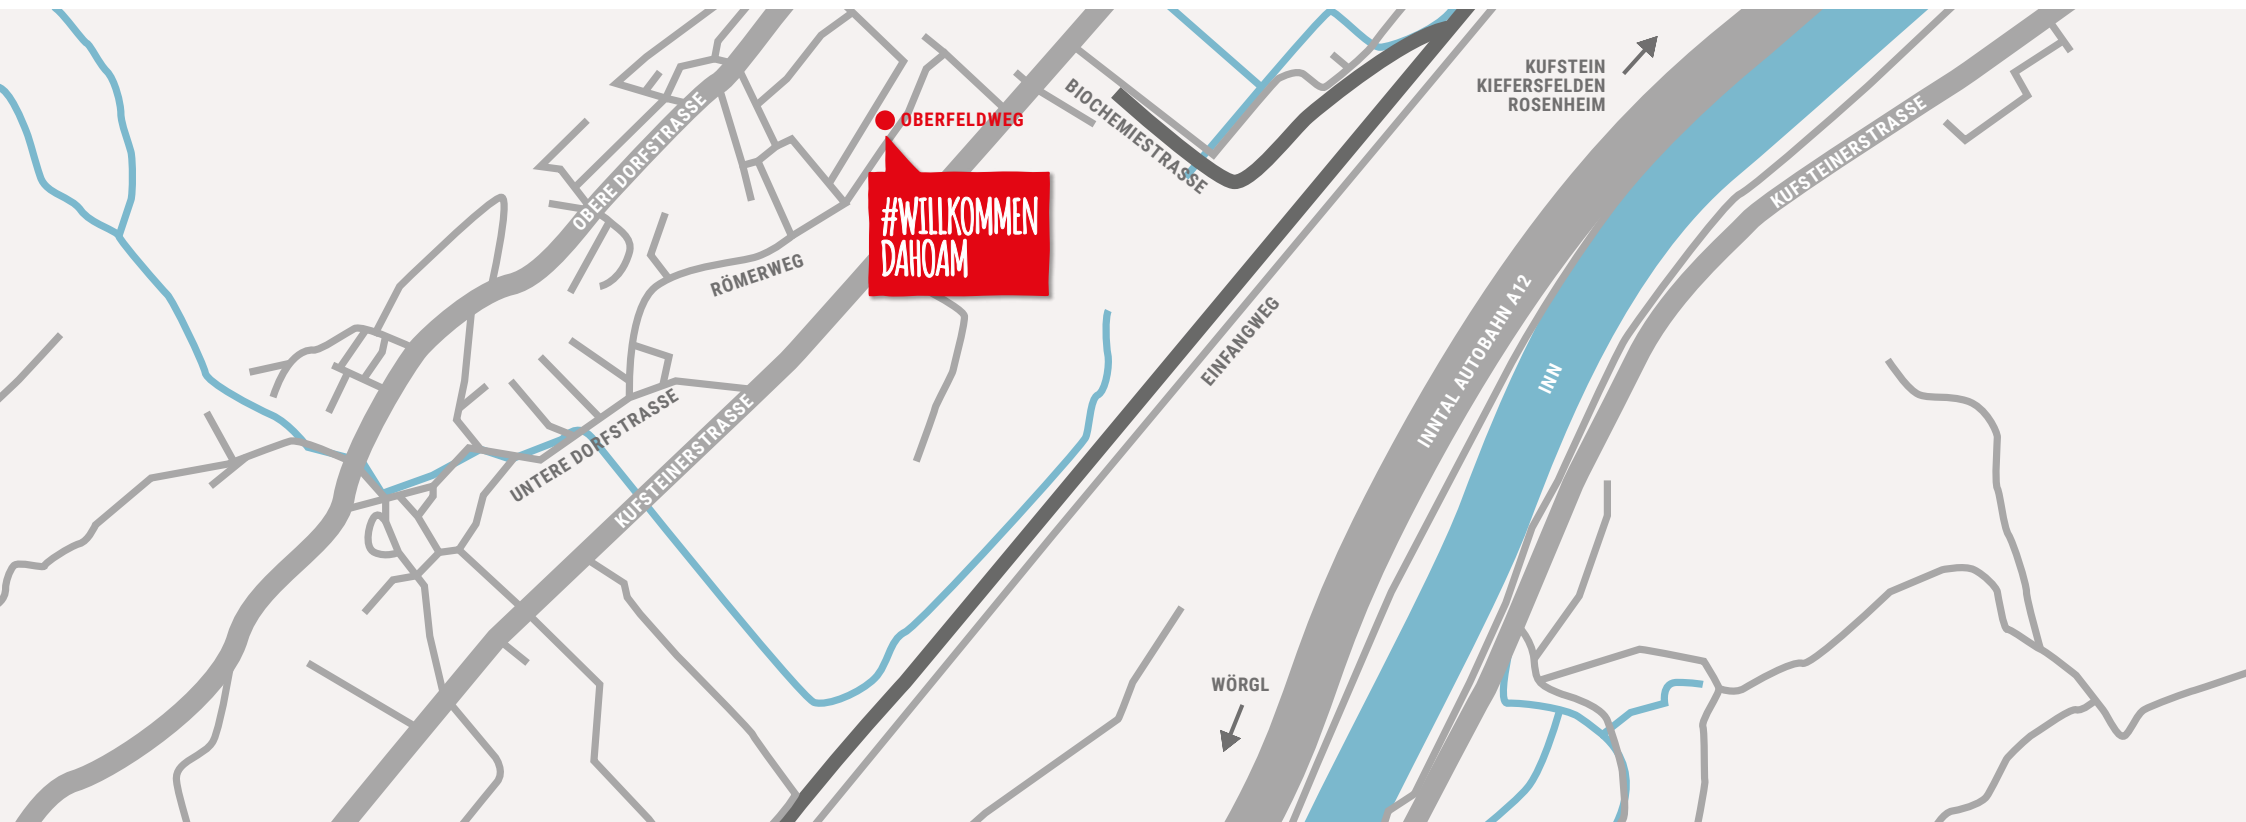 KUFSTEIN
KIEFERSFELDEN
ROSENHEIM
OBERE DORFSTRASSE
OBERFELDWEG
BIOCHEMIESTRASSE
KUFSTEINERSTRASSE
#WILLKOMMEN
DAHOAM
RÖMERWEG
EINFANGWEG
INNTAL AUTOBAHN A12
INN
UNTERE DORFSTRASSE
KUFSTEINERSTRASSE
WÖRGL